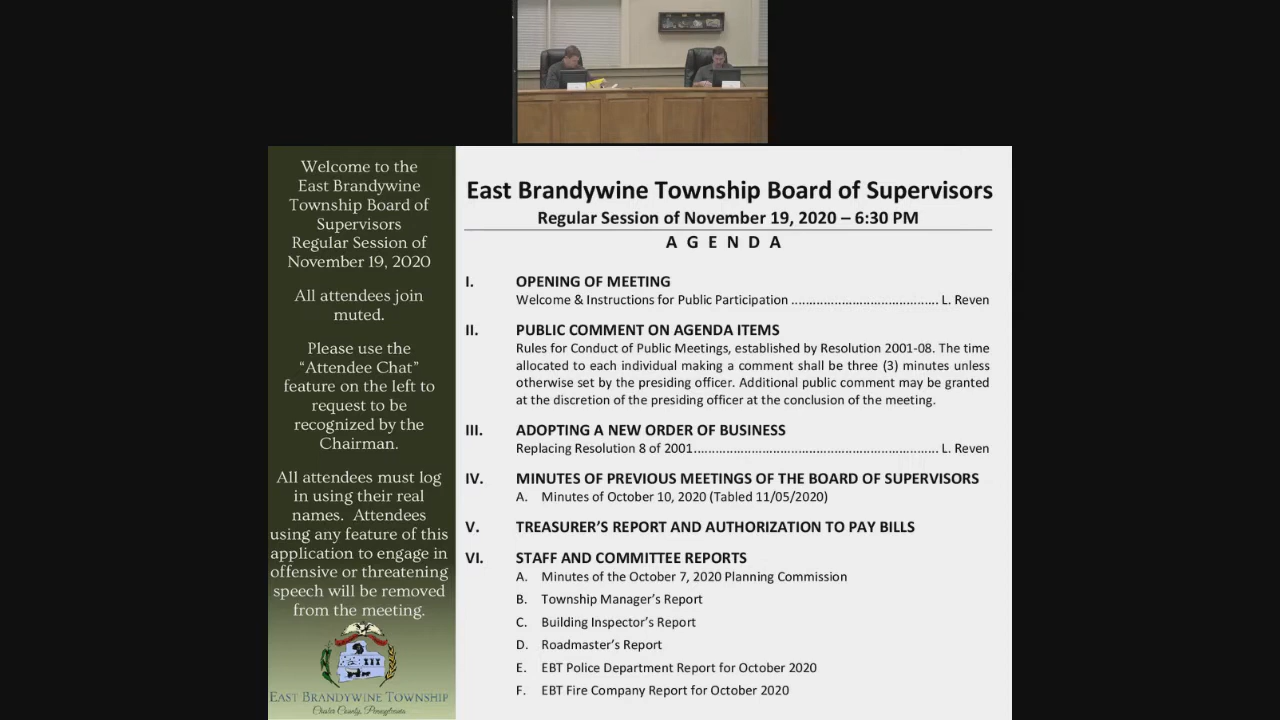 Welcome to the
East Brandywine
Township Board of
Supervisors
Regular Session of
November 19, 2020
All attendees join
muted.
Please use the
“Attendee Chat”
feature on the left to
request to be
recognized by the
Chairman.
All attendees must log
in using their real
names. Attendees
using any feature of this
application to engage in
offensive or threatening
speech will be removed
from the meeting.
EAST BRANDYWINE TOWNSHIP
Chester County, Pennsylvania
East Brandywine Township Board of Supervisors
Regular Session of November 19, 2020 – 6:30 PM
A G E N D A
I. OPENING OF MEETING
Welcome & Instructions for Public Participation ........................................ L. Reven
II. PUBLIC COMMENT ON AGENDA ITEMS
Rules for Conduct of Public Meetings, established by Resolution 2001-08. The time
allocated to each individual making a comment shall be three (3) minutes unless
otherwise set by the presiding officer. Additional public comment may be granted
at the discretion of the presiding officer at the conclusion of the meeting.
III. ADOPTING A NEW ORDER OF BUSINESS
Replacing Resolution 8 of 2001.................................................................. L. Reven
IV. MINUTES OF PREVIOUS MEETINGS OF THE BOARD OF SUPERVISORS
A. Minutes of October 10, 2020 (Tabled 11/05/2020)
V. TREASURER’S REPORT AND AUTHORIZATION TO PAY BILLS
VI. STAFF AND COMMITTEE REPORTS
A. Minutes of the October 7, 2020 Planning Commission
B. Township Manager’s Report
C. Building Inspector’s Report
D. Roadmaster’s Report
E. EBT Police Department Report for October 2020
F. EBT Fire Company Report for October 2020